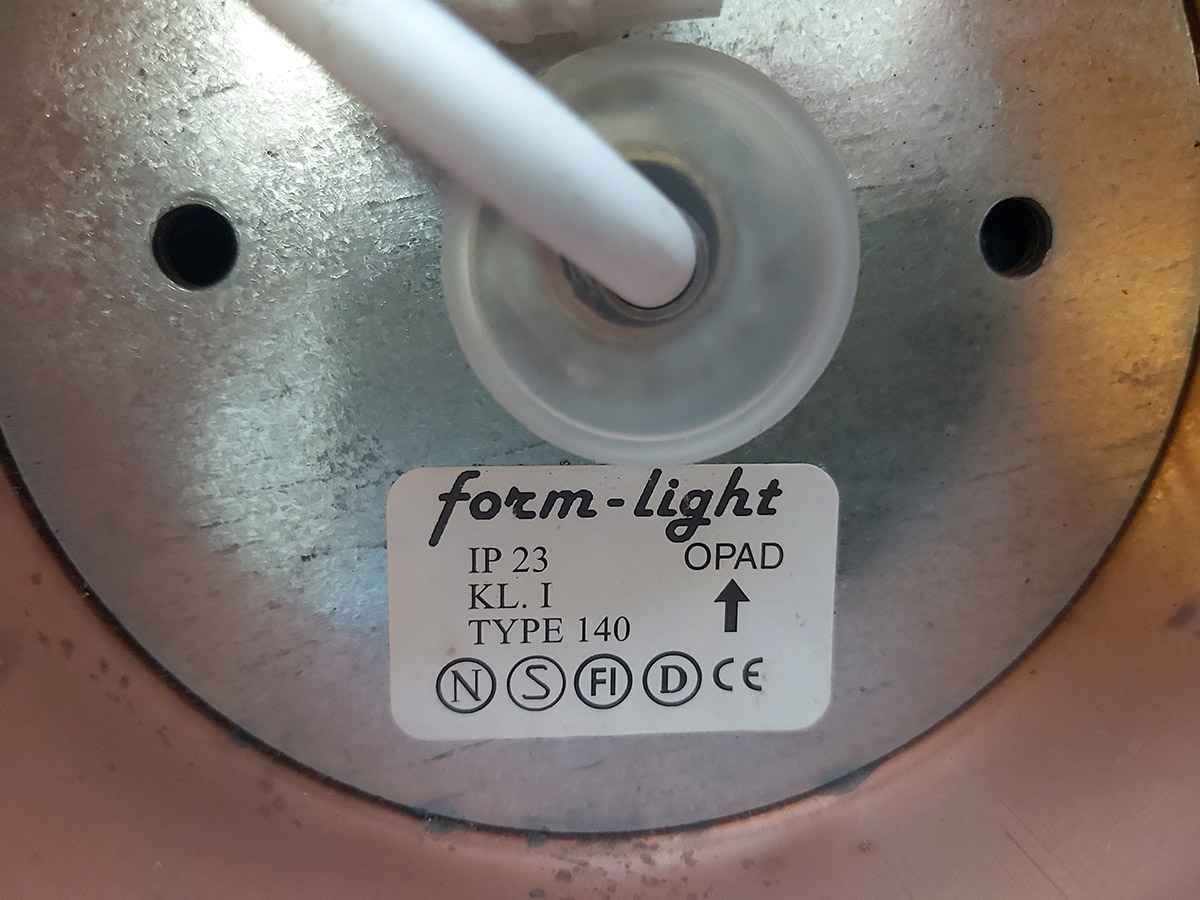 form-light
IP 23 OPAD
KL. I
TYPE 140
N S FI D CE